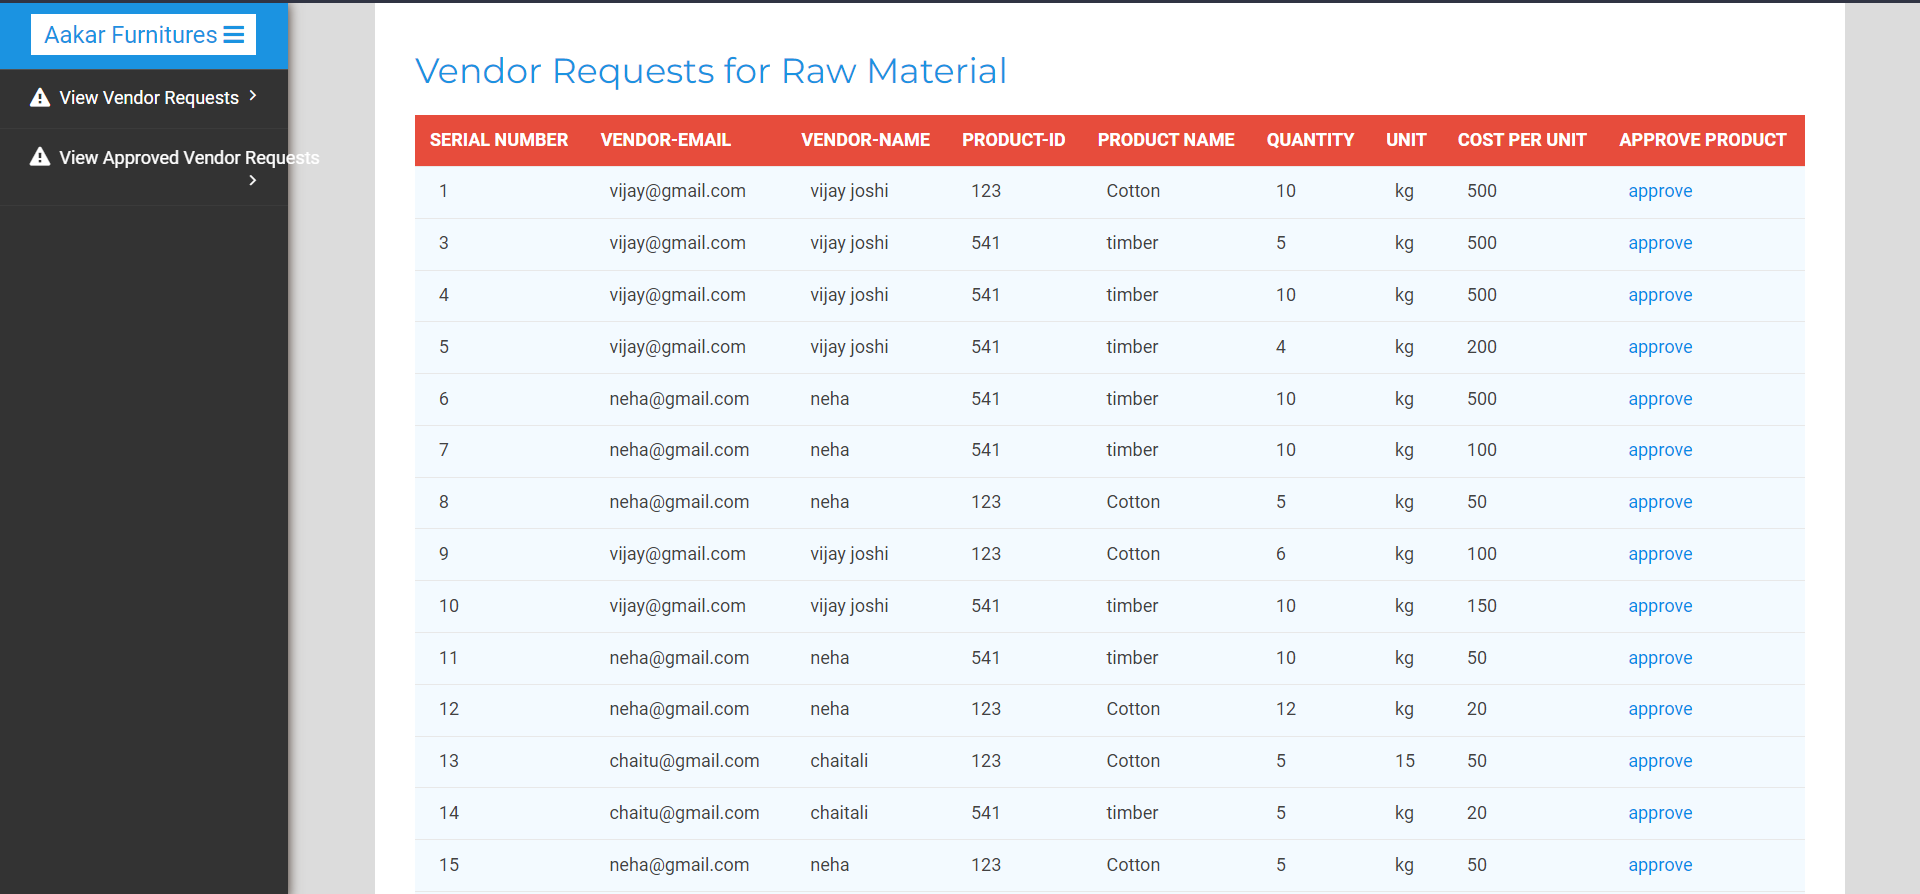 Aakar Furnitures
View Vendor Requests
View Approved Vendor Requests
Vendor Requests for Raw Material
SERIAL NUMBER VENDOR-EMAIL VENDOR-NAME PRODUCT-ID PRODUCT NAME QUANTITY UNIT COST PER UNIT APPROVE PRODUCT
1 vijay@gmail.com vijay joshi 123 Cotton 10 kg 500 approve
3 vijay@gmail.com vijay joshi 541 timber 5 kg 500 approve
4 vijay@gmail.com vijay joshi 541 timber 10 kg 500 approve
5 vijay@gmail.com vijay joshi 541 timber 4 kg 200 approve
6 neha@gmail.com neha 541 timber 10 kg 500 approve
7 neha@gmail.com neha 541 timber 10 kg 100 approve
8 neha@gmail.com neha 123 Cotton 5 kg 50 approve
9 vijay@gmail.com vijay joshi 123 Cotton 6 kg 100 approve
10 vijay@gmail.com vijay joshi 541 timber 10 kg 150 approve
11 neha@gmail.com neha 541 timber 10 kg 50 approve
12 neha@gmail.com neha 123 Cotton 12 kg 20 approve
13 chaitu@gmail.com chaitali 123 Cotton 5 15 50 approve
14 chaitu@gmail.com chaitali 541 timber 5 kg 20 approve
15 neha@gmail.com neha 123 Cotton 5 kg 50 approve